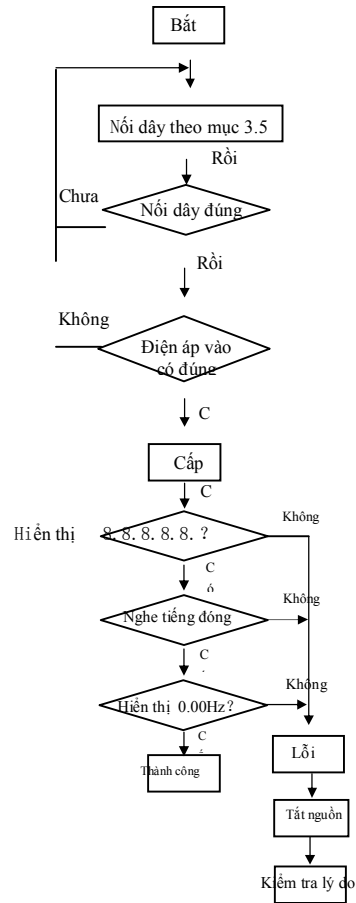 Bắt
Nối dây theo mục 3.5
Rồi
Chưa
Nối dây đúng
Rồi
Không
Điện áp vào
có đúng
C
Cấp
C
Không
Hiển thị 8.8.8.8.8.?
C
ó
Không
Nghe tiếng đóng
C
Không
Hiển thị 0.00Hz?
C
Lỗi
Thành công
Tắt nguồn
Kiểm tra lý do